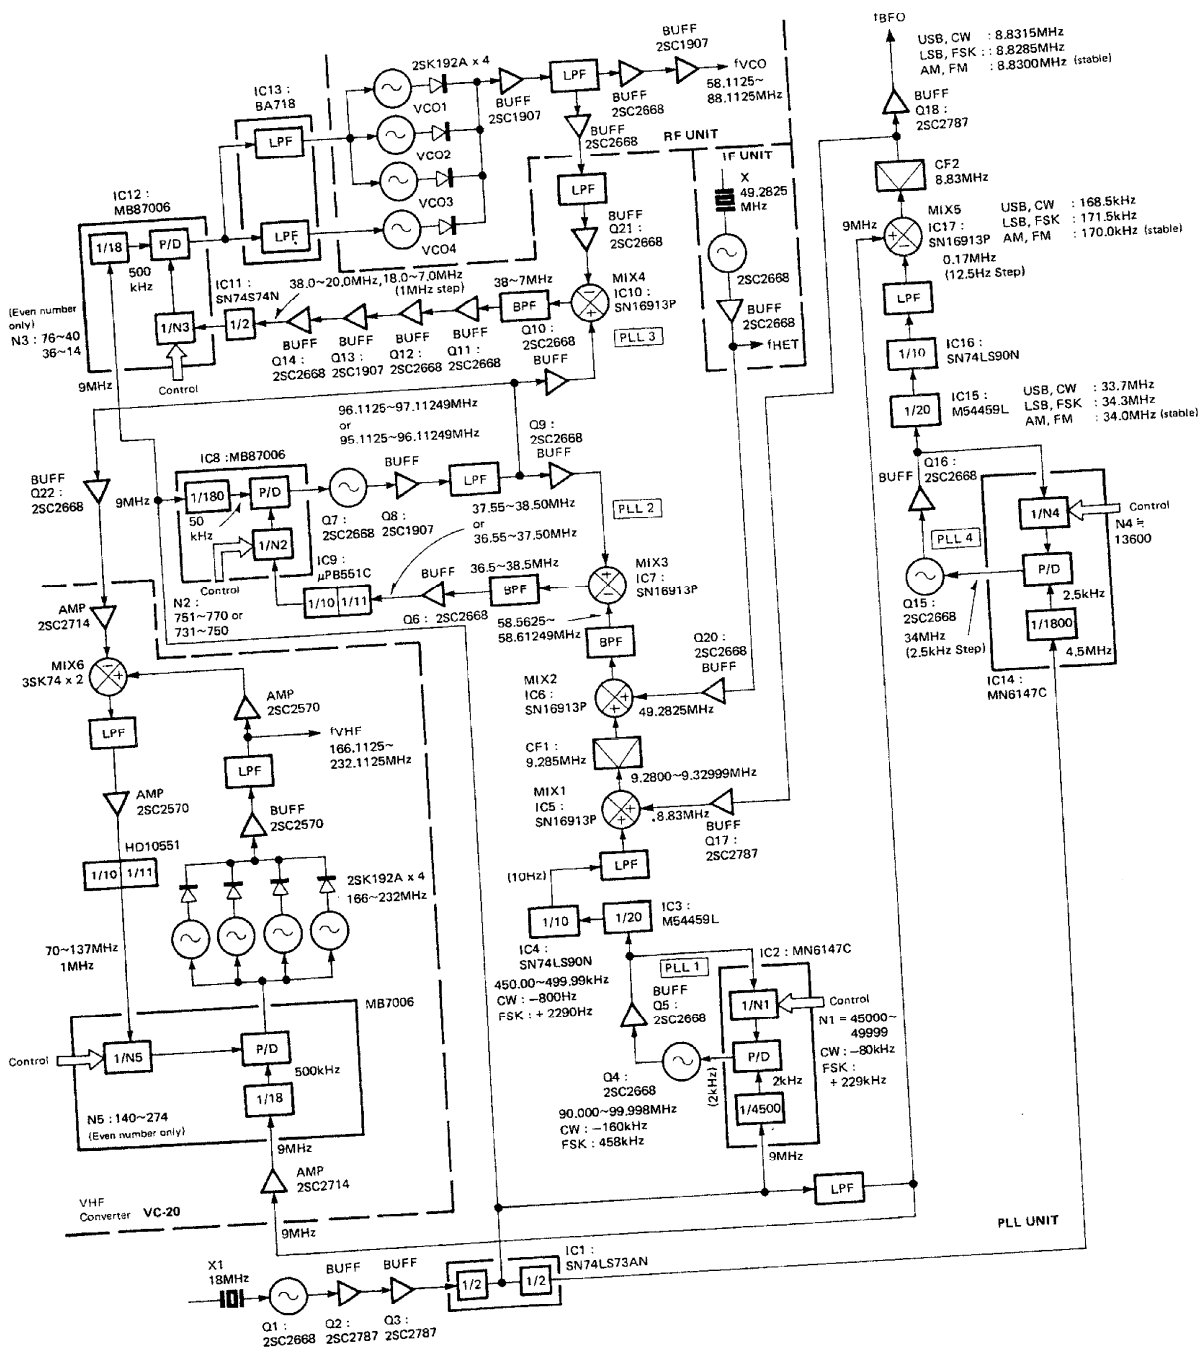 fBFO
USB, CW : 8.8315MHz
LSB, FSK : : 8.8285MHz
AM, FM : 8.8300MHz (stable)
BUFF
Q18 :
2SC2787
BUFF
2SC1907
2SK192A x 4
VCO1
VCO2
VCO3
VCO4
BUFF
2SC1907
LPF
BUFF
2SC2668
fVCO
58.1125~
88.1125MHz
BUFF
2SC2668
RF UNIT
IF UNIT
X
49.2825
MHz
2SC2668
BUFF
2SC2668
fHET
IC13 :
BA718
LPF
LPF
IC12 :
MB87006
1/18
P/D
500
kHz
1/N3
Control
(Even number
only)
N3 : 76~40
36~14
9MHz
IC11 :
SN74S74N
1/2
38.0~20.0MHz, 18.0~7.0MHz
(1MHz step)
BUFF
Q14 :
2SC2668
BUFF
Q13 :
2SC1907
BUFF
Q12 :
2SC2668
BUFF
Q11 :
2SC2668
38~7MHz
BPF
LPF
BUFF
Q21 :
2SC2668
MIX4
IC10 :
SN16913P
PLL 3
Q10 :
2SC2668
BUFF
CF2
8.83MHz
9MHz
MIX5
IC17 :
SN16913P
USB, CW : 168.5kHz
LSB, FSK : 171.5kHz
AM, FM : 170.0kHz (stable)
0.17MHz
(12.5Hz Step)
LPF
1/10
IC16 :
SN74LS90N
1/20
IC15 :
M54459L
USB, CW : 33.7MHz
LSB, FSK : 34.3MHz
AM, FM : 34.0MHz (stable)
BUFF
Q16 :
2SC2668
PLL 4
Q15 :
2SC2668
34MHz
(2.5kHz Step)
1/N4
Control
N4 ≒
13600
P/D
2.5kHz
1/1800
4.5MHz
IC14 :
MN6147C
96.1125~97.11249MHz
or
95.1125~96.11249MHz
BUFF
Q22 :
2SC2668
9MHz
IC8 : MB87006
1/180
P/D
50
kHz
1/N2
Control
N2 :
751~770 or
731~750
Q7 :
2SC2668
BUFF
Q8 :
2SC1907
LPF
Q9 :
2SC2668
BUFF
37.55~38.50MHz
or
36.55~37.50MHz
PLL 2
IC9 :
μPB551C
1/10
1/11
BUFF
Q6 : 2SC2668
36.5~38.5MHz
BPF
MIX3
IC7 :
SN16913P
58.5625~
58.61249MHz
BPF
MIX2
IC6 :
SN16913P
Q20 :
2SC2668
BUFF
49.2825MHz
CF1 :
9.285MHz
9.2800~9.32999MHz
MIX1
IC5 :
SN16913P
8.83MHz
BUFF
Q17 :
2SC2787
LPF
(10Hz)
1/10
1/20
IC3 :
M54459L
IC4 :
SN74LS90N
450.00~499.99kHz
CW : –800Hz
FSK : + 2290Hz
PLL 1
BUFF
Q5 :
2SC2668
IC2 : MN6147C
1/N1
Control
N1 = 45000~
49999
CW : –80kHz
FSK :
+ 229kHz
P/D
2kHz
(2kHz)
1/4500
9MHz
Q4 :
2SC2668
90.000~99.998MHz
CW : –160kHz
FSK : 458kHz
LPF
AMP
2SC2714
MIX6
3SK74 x 2
LPF
AMP
2SC2570
HD10551
1/10
1/11
70~137MHz
1MHz
AMP
2SC2570
fVHF
166.1125~
232.1125MHz
LPF
BUFF
2SC2570
2SK192A x 4
166~232MHz
MB7006
Control
1/N5
P/D
500kHz
1/18
N5 : 140~274
(Even number only)
9MHz
AMP
2SC2714
VHF
Converter VC-20
9MHz
PLL UNIT
X1
18MHz
Q1 :
2SC2668
BUFF
Q2 :
2SC2787
BUFF
Q3 :
2SC2787
IC1 :
SN74LS73AN
1/2
1/2